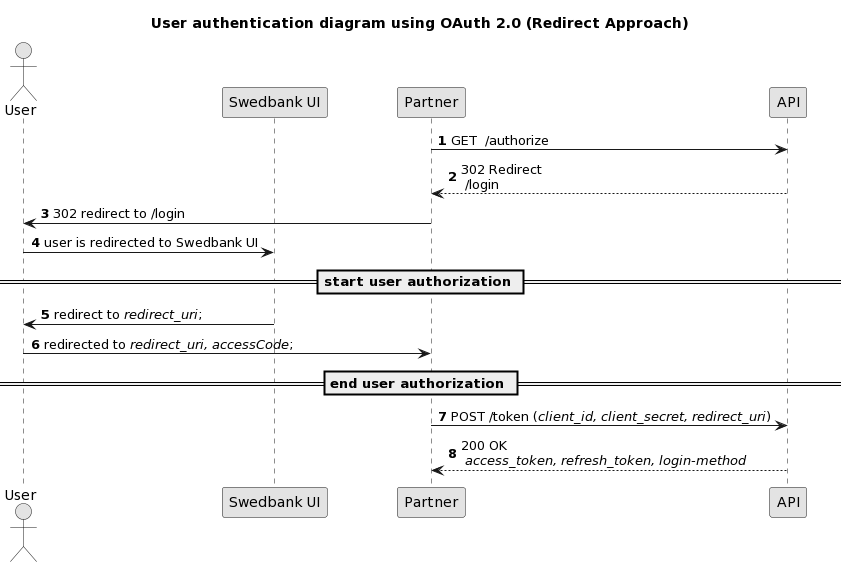 User authentication diagram using OAuth 2.0 (Redirect Approach)
User
Swedbank UI
Partner
API
1 GET  /authorize
2 302 Redirect
/login
3 302 redirect to /login
4 user is redirected to Swedbank UI
start user authorization
5 redirect to redirect_uri;
6 redirected to redirect_uri, accessCode;
end user authorization
7 POST /token (client_id, client_secret, redirect_uri)
8 200 OK
access_token, refresh_token, login-method
User
Swedbank UI
Partner
API